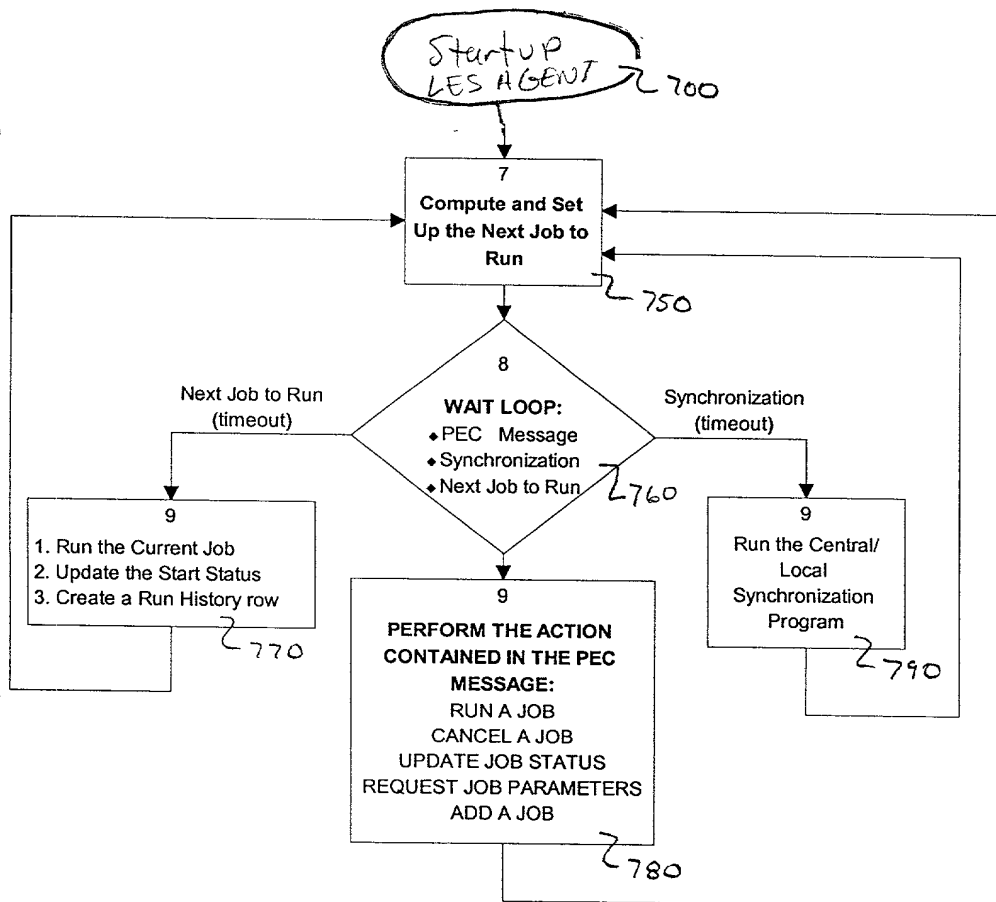 Startup
LES AGENT
700
7
Compute and Set
Up the Next Job to
Run
750
8
WAIT LOOP:
◆ PEC Message
◆ Synchronization
◆ Next Job to Run
760
Next Job to Run
(timeout)
Synchronization
(timeout)
9
1. Run the Current Job
2. Update the Start Status
3. Create a Run History row
770
9
PERFORM THE ACTION
CONTAINED IN THE PEC
MESSAGE:
RUN A JOB
CANCEL A JOB
UPDATE JOB STATUS
REQUEST JOB PARAMETERS
ADD A JOB
780
9
Run the Central/
Local
Synchronization
Program
790